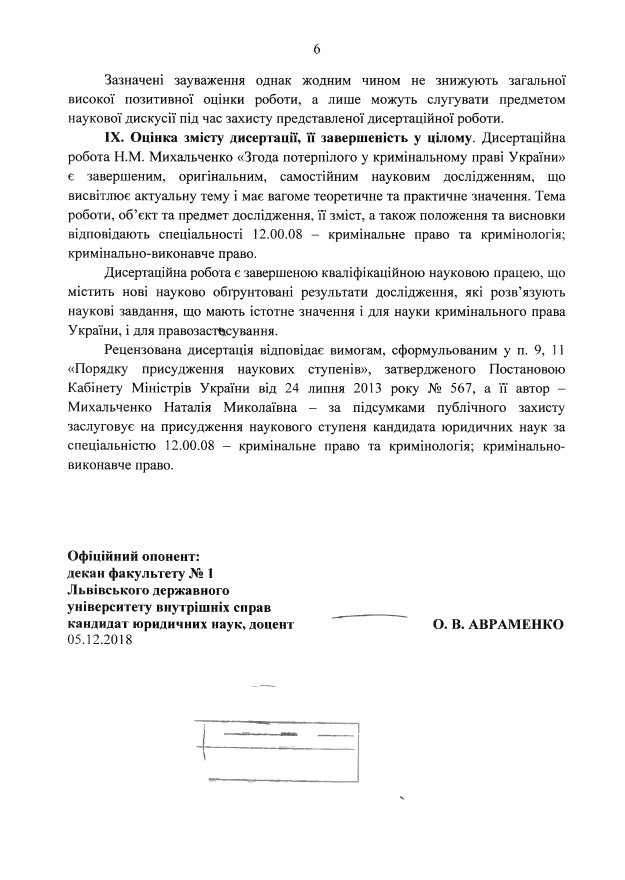 6
Зазначені зауваження однак жодним чином не знижують загальної
високої позитивної оцінки роботи, а лише можуть слугувати предметом
наукової дискусії під час захисту представленої дисертаційної роботи.
IX. Оцінка змісту дисертації, її завершеність у цілому. Дисертаційна
робота Н.М. Михальченко «Згода потерпілого у кримінальному праві України»
є завершеним, оригінальним, самостійним науковим дослідженням, що
висвітлює актуальну тему і має вагоме теоретичне та практичне значення. Тема
роботи, об’єкт та предмет дослідження, її зміст, а також положення та висновки
відповідають спеціальності 12.00.08 – кримінальне право та кримінологія;
кримінально-виконавче право.
Дисертаційна робота є завершеною кваліфікаційною науковою працею, що
містить нові науково обґрунтовані результати дослідження, які розв’язують
наукові завдання, що мають істотне значення і для науки кримінального права
України, і для правозастосування.
Рецензована дисертація відповідає вимогам, сформульованим у п. 9, 11
«Порядку присудження наукових ступенів», затвердженого Постановою
Кабінету Міністрів України від 24 липня 2013 року № 567, а її автор –
Михальченко Наталія Миколаївна – за підсумками публічного захисту
заслуговує на присудження наукового ступеня кандидата юридичних наук за
спеціальністю 12.00.08 – кримінальне право та кримінологія; кримінально-
виконавче право.
Офіційний опонент:
декан факультету № 1
Львівського державного
університету внутрішніх справ
кандидат юридичних наук, доцент О. В. АВРАМЕНКО
05.12.2018